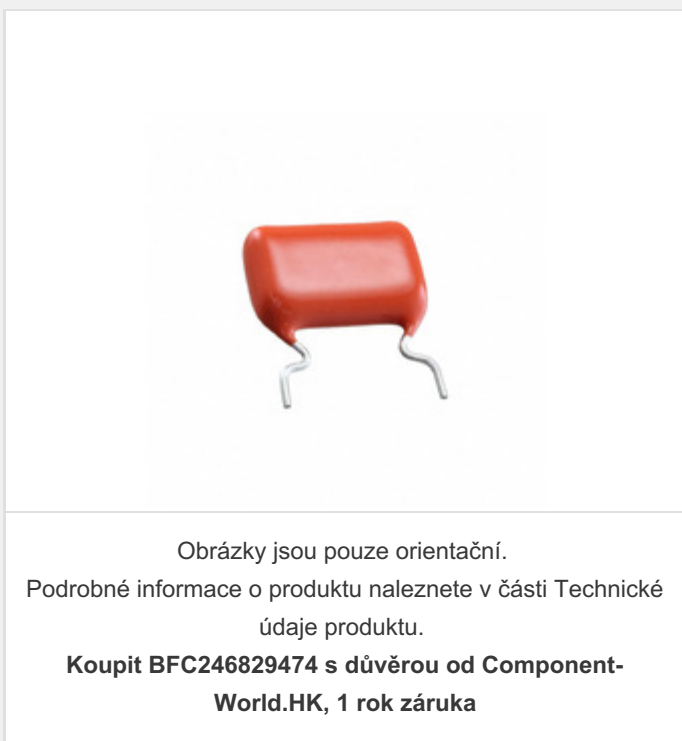 Obrázky jsou pouze orientační.
Podrobné informace o produktu naleznete v části Technické
údaje produktu.
Koupit BFC246829474 s důvěrou od Component-
World.HK, 1 rok záruka